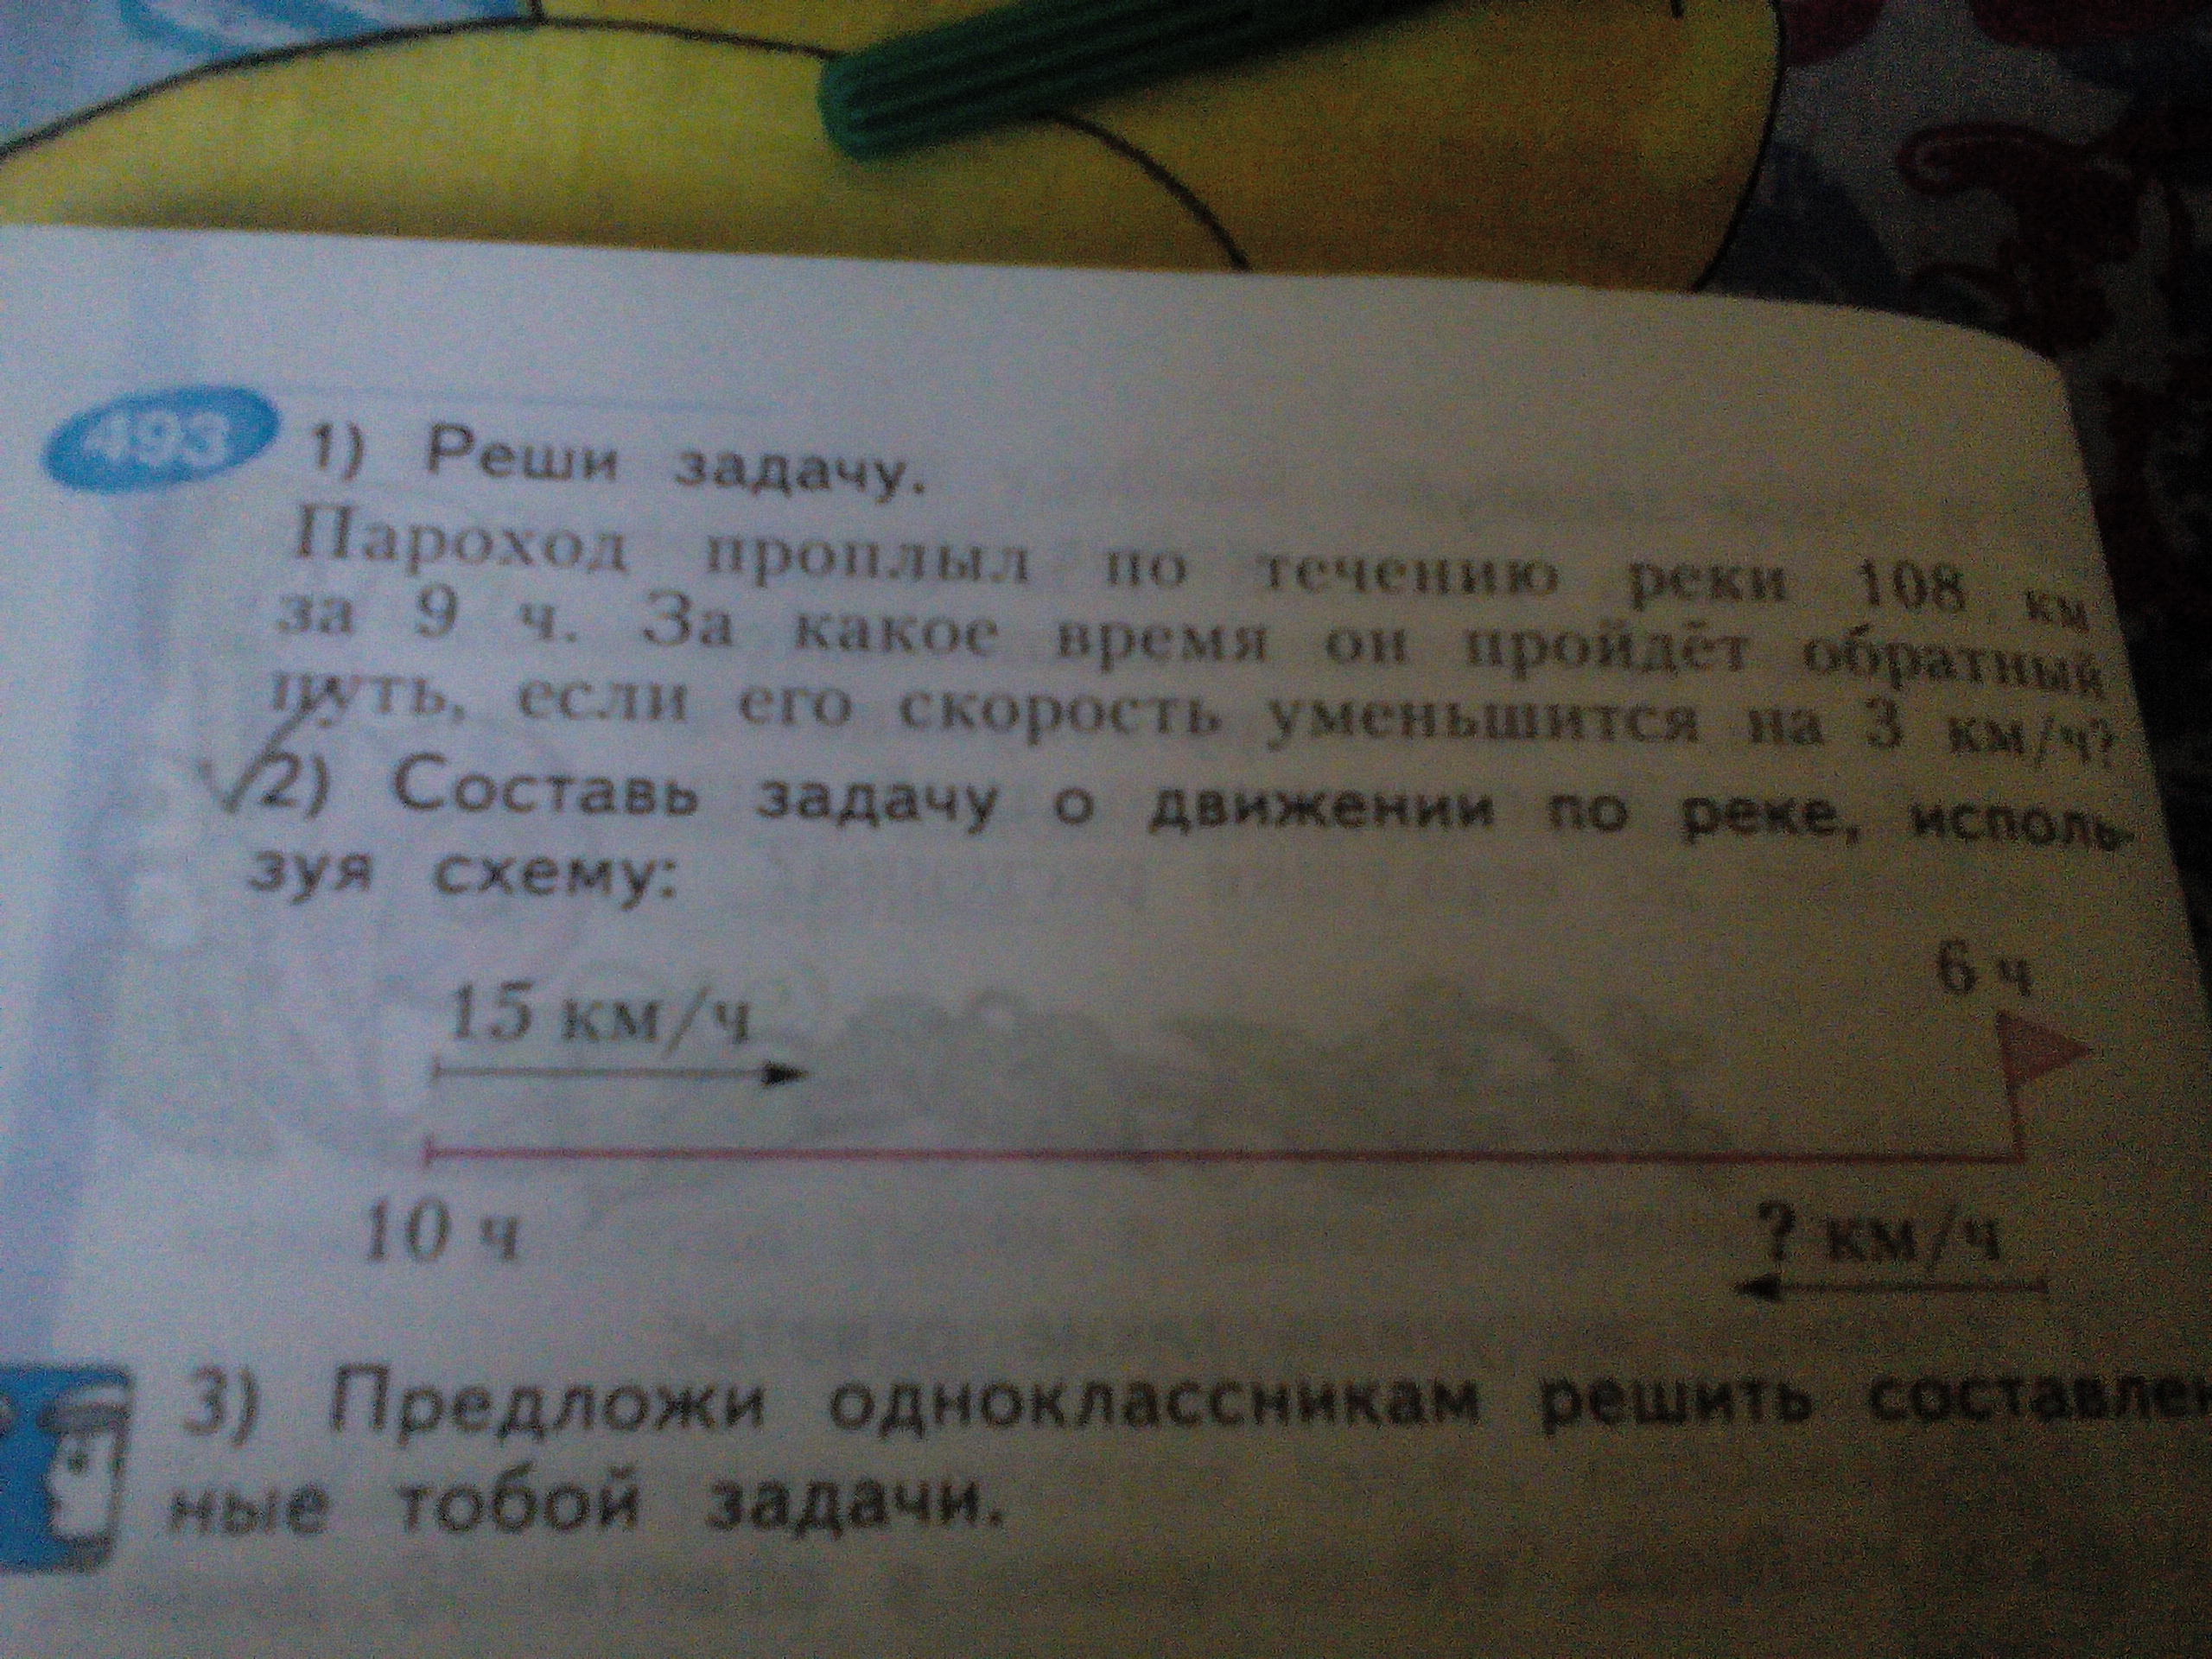 493 1) Реши задачу.
Пароход проплыл по течению реки 108 км
за 9 ч. За какое время он пройдёт обратный
путь, если его скорость уменьшится на 3 км/ч?
2) Составь задачу о движении по реке, исполь-
зуя схему:
6 ч
15 км/ч
10 ч
? км/ч
3) Предложи одноклассникам решить составлен
ные тобой задачи.